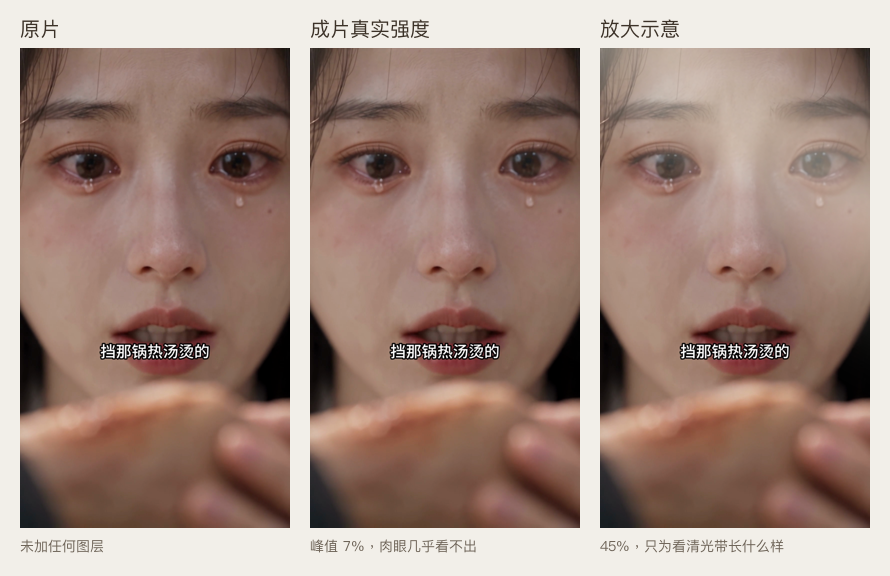 原片
成片真实强度
放大示意
挡那锅热汤烫的
挡那锅热汤烫的
挡那锅热汤烫的
未加任何图层
峰值 7%，肉眼几乎看不出
45%，只为看清光带长什么样